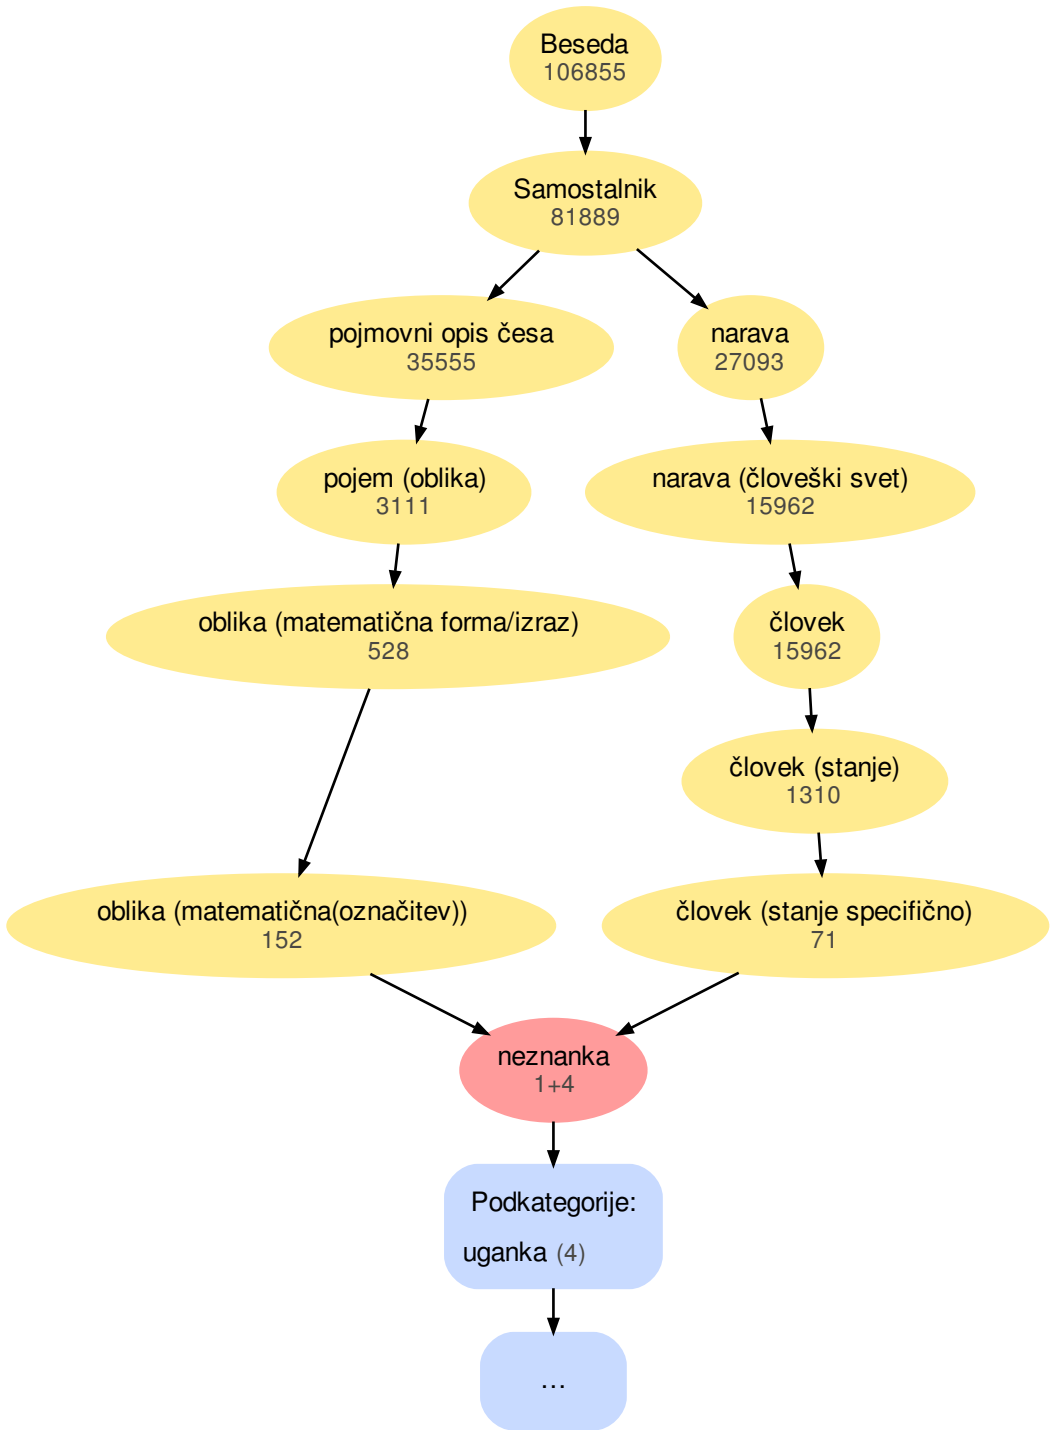 Beseda
106855
Samostalnik
81889
pojmovni opis česa
35555
narava
27093
pojem (oblika)
3111
narava (človeški svet)
15962
oblika (matematična forma/izraz)
528
človek
15962
človek (stanje)
1310
oblika (matematična(označitev))
152
človek (stanje specifično)
71
neznanka
1+4
Podkategorije:
uganka (4)
...